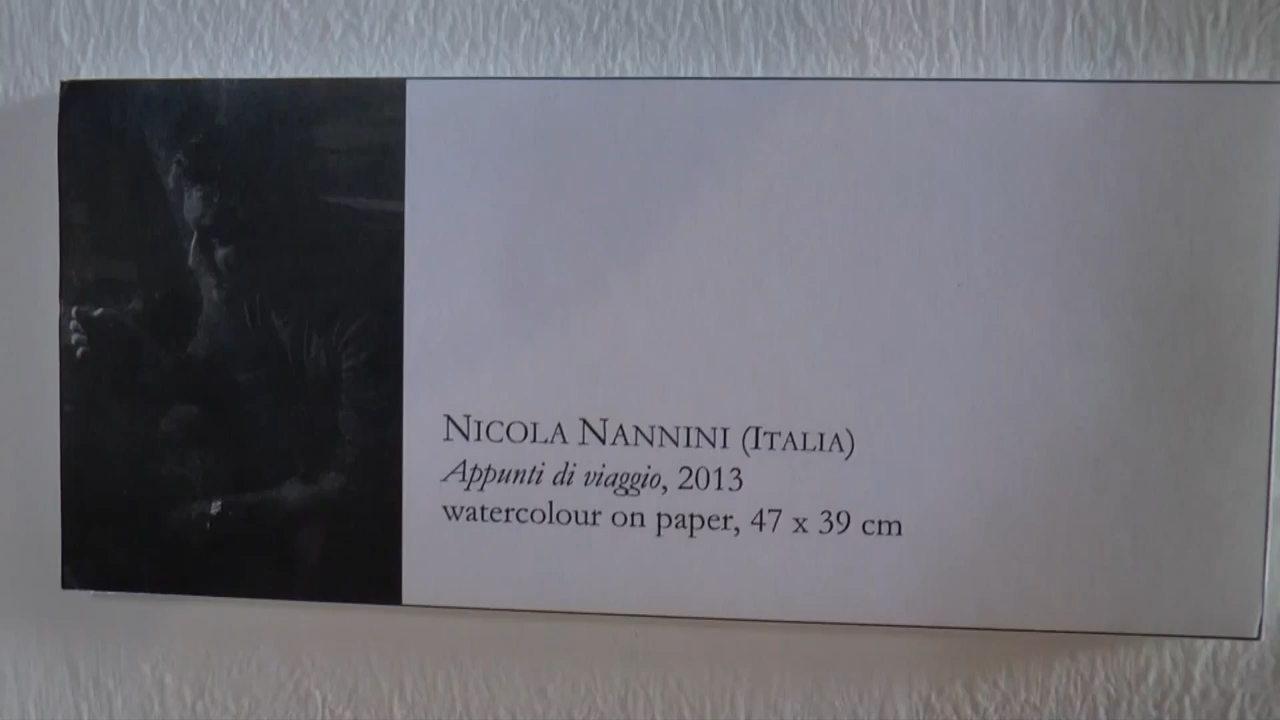 NICOLA NANNINI (ITALIA)
Appunti di viaggio, 2013
watercolour on paper, 47 x 39 cm